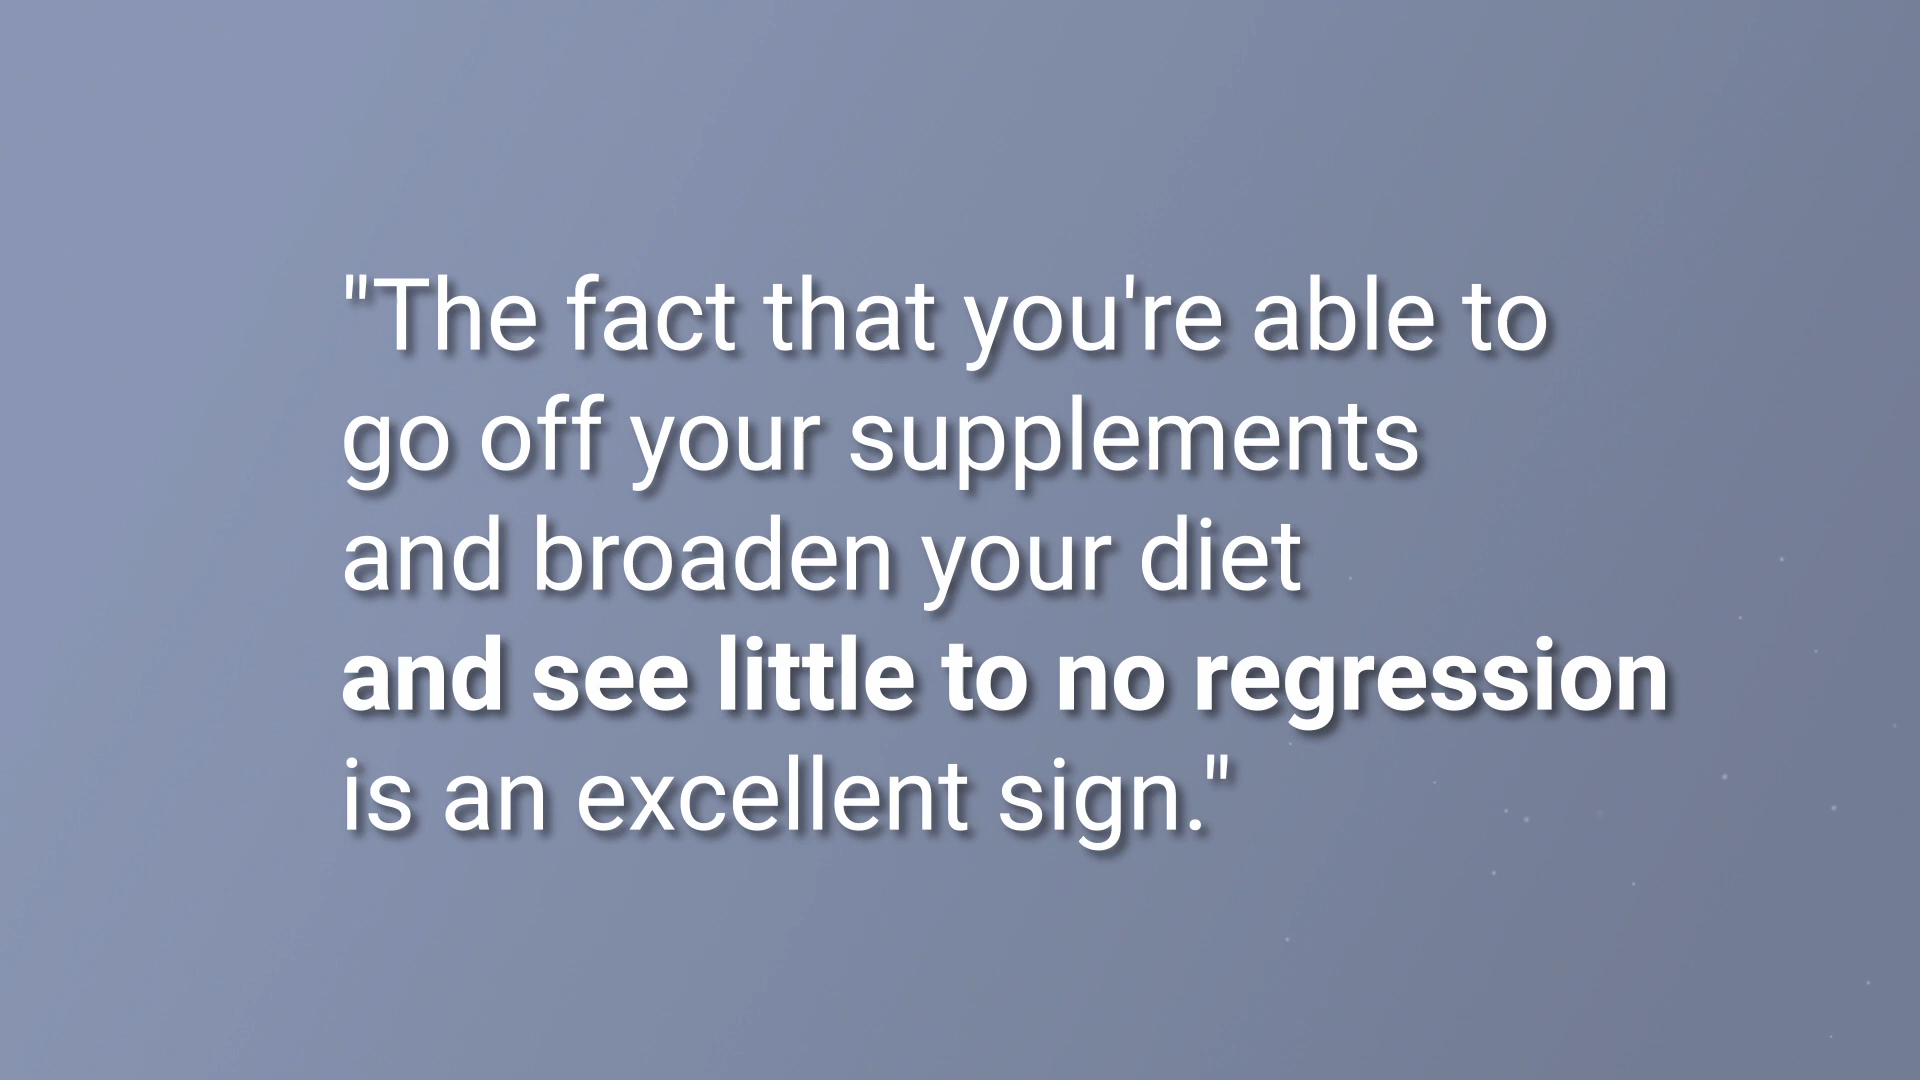 "The fact that you're able to
go off your supplements
and broaden your diet
and see little to no regression
is an excellent sign."